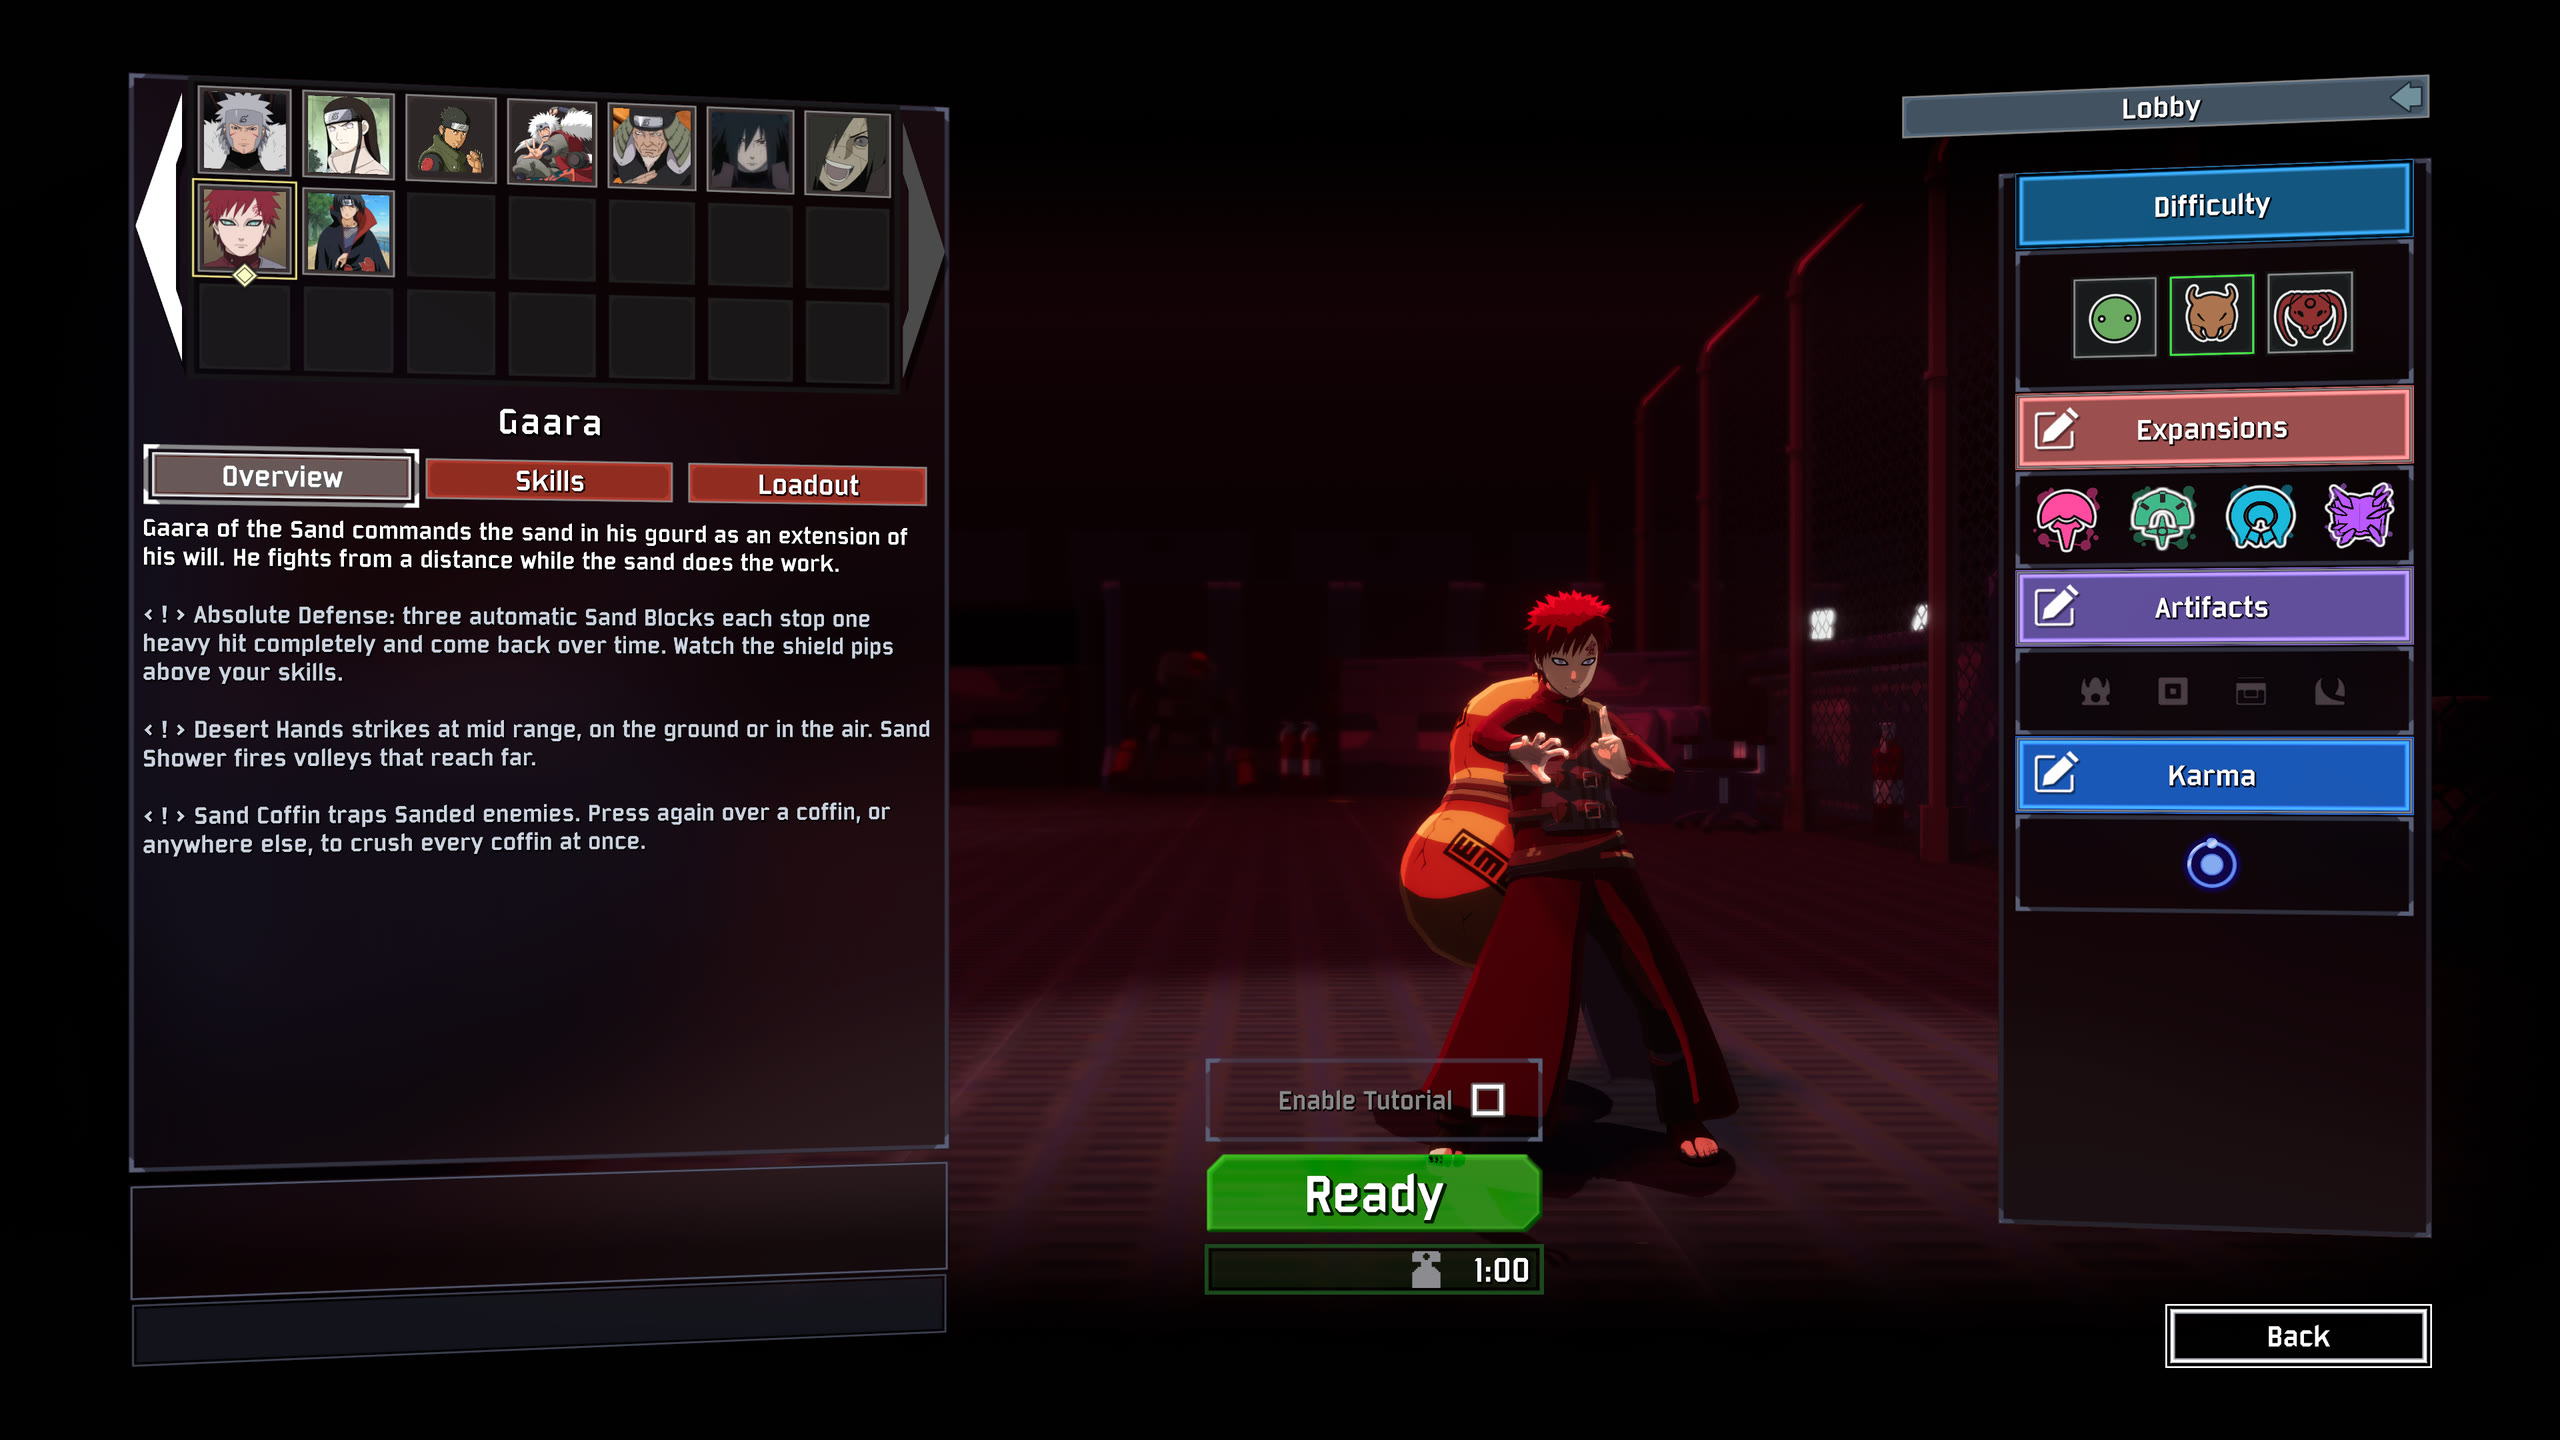 Lobby
Difficulty
Gaara
Expansions
Overview
Skills
Loadout
Gaara of the Sand commands the sand in his gourd as an extension of
his will. He fights from a distance while the sand does the work.
<!> Absolute Defense: three automatic Sand Blocks each stop one
heavy hit completely and come back over time. Watch the shield pips
above your skills.
<!> Desert Hands strikes at mid range, on the ground or in the air. Sand
Shower fires volleys that reach far.
<!> Sand Coffin traps Sanded enemies. Press again over a coffin, or
anywhere else, to crush every coffin at once.
Artifacts
Karma
Enable Tutorial
Ready
1:00
Back